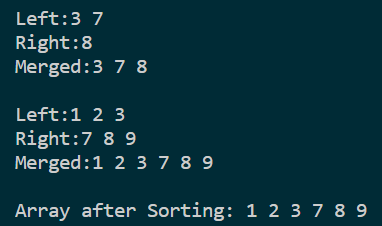 Left:3 7
Right:8
Merged:3 7 8
Left:1 2 3
Right:7 8 9
Merged:1 2 3 7 8 9
Array after Sorting: 1 2 3 7 8 9